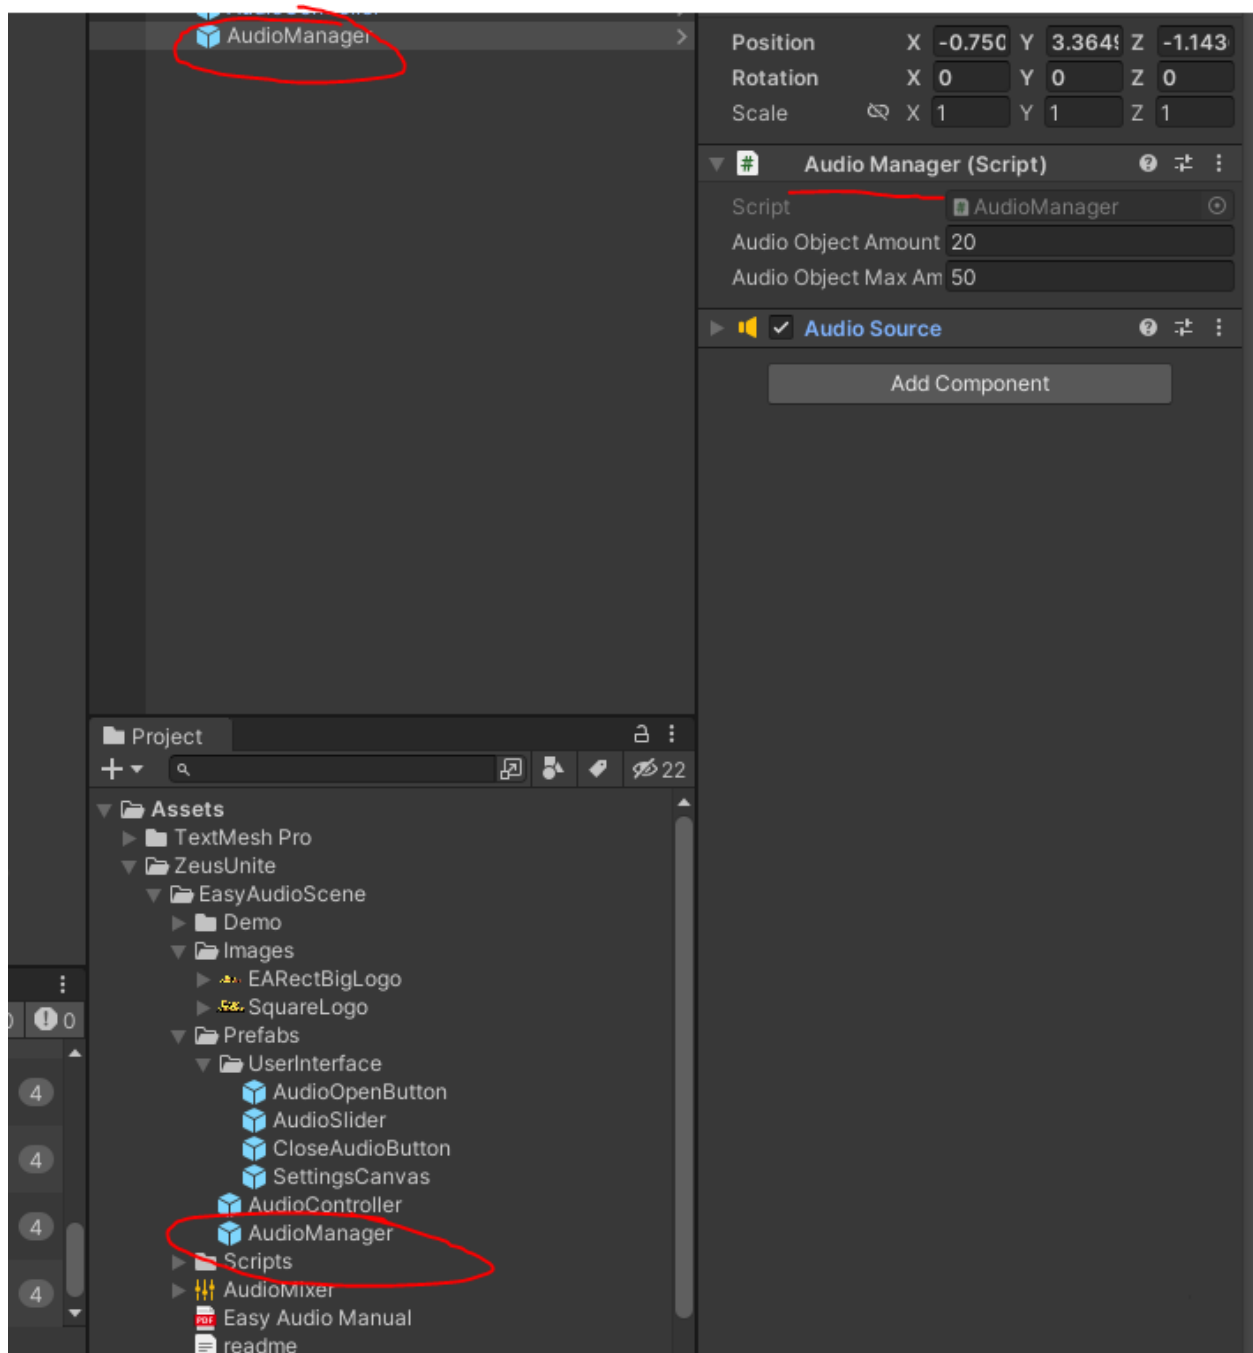 AudioController
AudioManager
Position X -0.750 Y 3.3649 Z -1.143
Rotation X 0 Y 0 Z 0
Scale X 1 Y 1 Z 1
# Audio Manager (Script)
Script AudioManager
Audio Object Amount 20
Audio Object Max Am 50
Audio Source
Add Component
Project
22
Assets
TextMesh Pro
ZeusUnite
EasyAudioScene
Demo
Images
EARectBigLogo
SquareLogo
Prefabs
UserInterface
AudioOpenButton
AudioSlider
CloseAudioButton
SettingsCanvas
AudioController
AudioManager
Scripts
AudioMixer
PDF Easy Audio Manual
readme
0
4
4
4
4